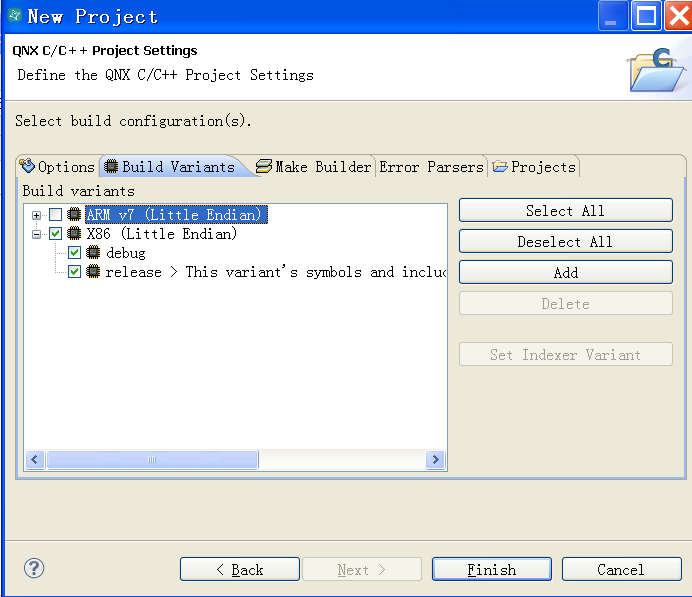 New Project
QNX C/C++ Project Settings
Define the QNX C/C++ Project Settings
Select build configuration(s).
Options Build Variants Make Builder Error Parsers Projects
Build variants
ARM v7 (Little Endian)
X86 (Little Endian)
debug
release > This variant's symbols and includ
Select All
Deselect All
Add
Delete
Set Indexer Variant
? < Back Next > Finish Cancel